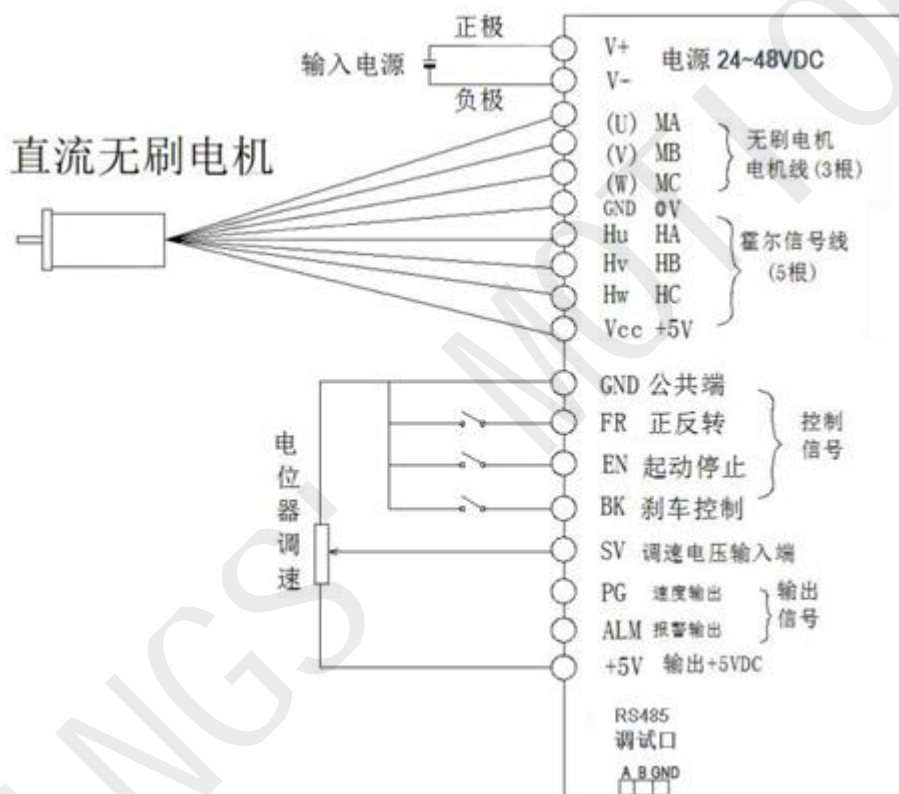 正极
输入电源
负极
V+
V-
电源 24~48VDC
直流无刷电机
(U) MA
(V) MB
(W) MC
无刷电机
电机线(3根)
GND 0V
Hu HA
Hv HB
Hw HC
Vcc +5V
霍尔信号线
(5根)
GND 公共端
FR 正反转
EN 起动停止
BK 刹车控制
控制
信号
电位器调速
SV 调速电压输入端
PG 速度输出
ALM 报警输出
输出
信号
+5V 输出+5VDC
RS485
调试口
A B GND
LNGS' MOTIO